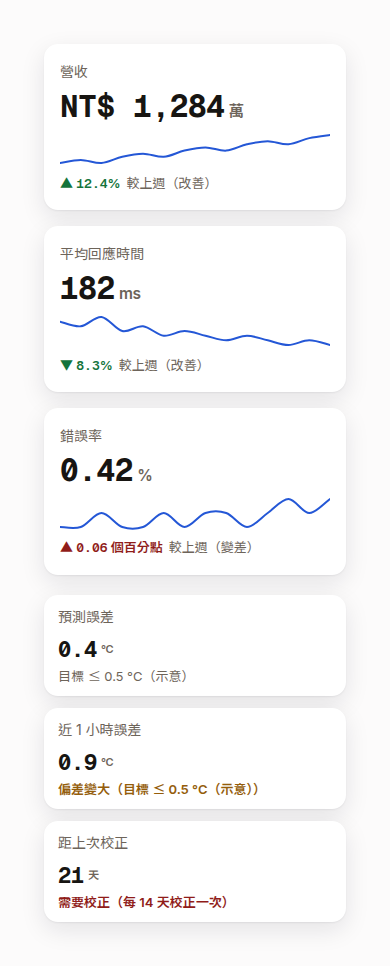 營收
NT$ 1,284 萬
▲ 12.4% 較上週（改善）
平均回應時間
182 ms
▼ 8.3% 較上週（改善）
錯誤率
0.42 %
▲ 0.06 個百分點 較上週（變差）
預測誤差
0.4 °C
目標 ≤ 0.5 °C（示意）
近 1 小時誤差
0.9 °C
偏差變大（目標 ≤ 0.5 °C（示意））
距上次校正
21 天
需要校正（每 14 天校正一次）